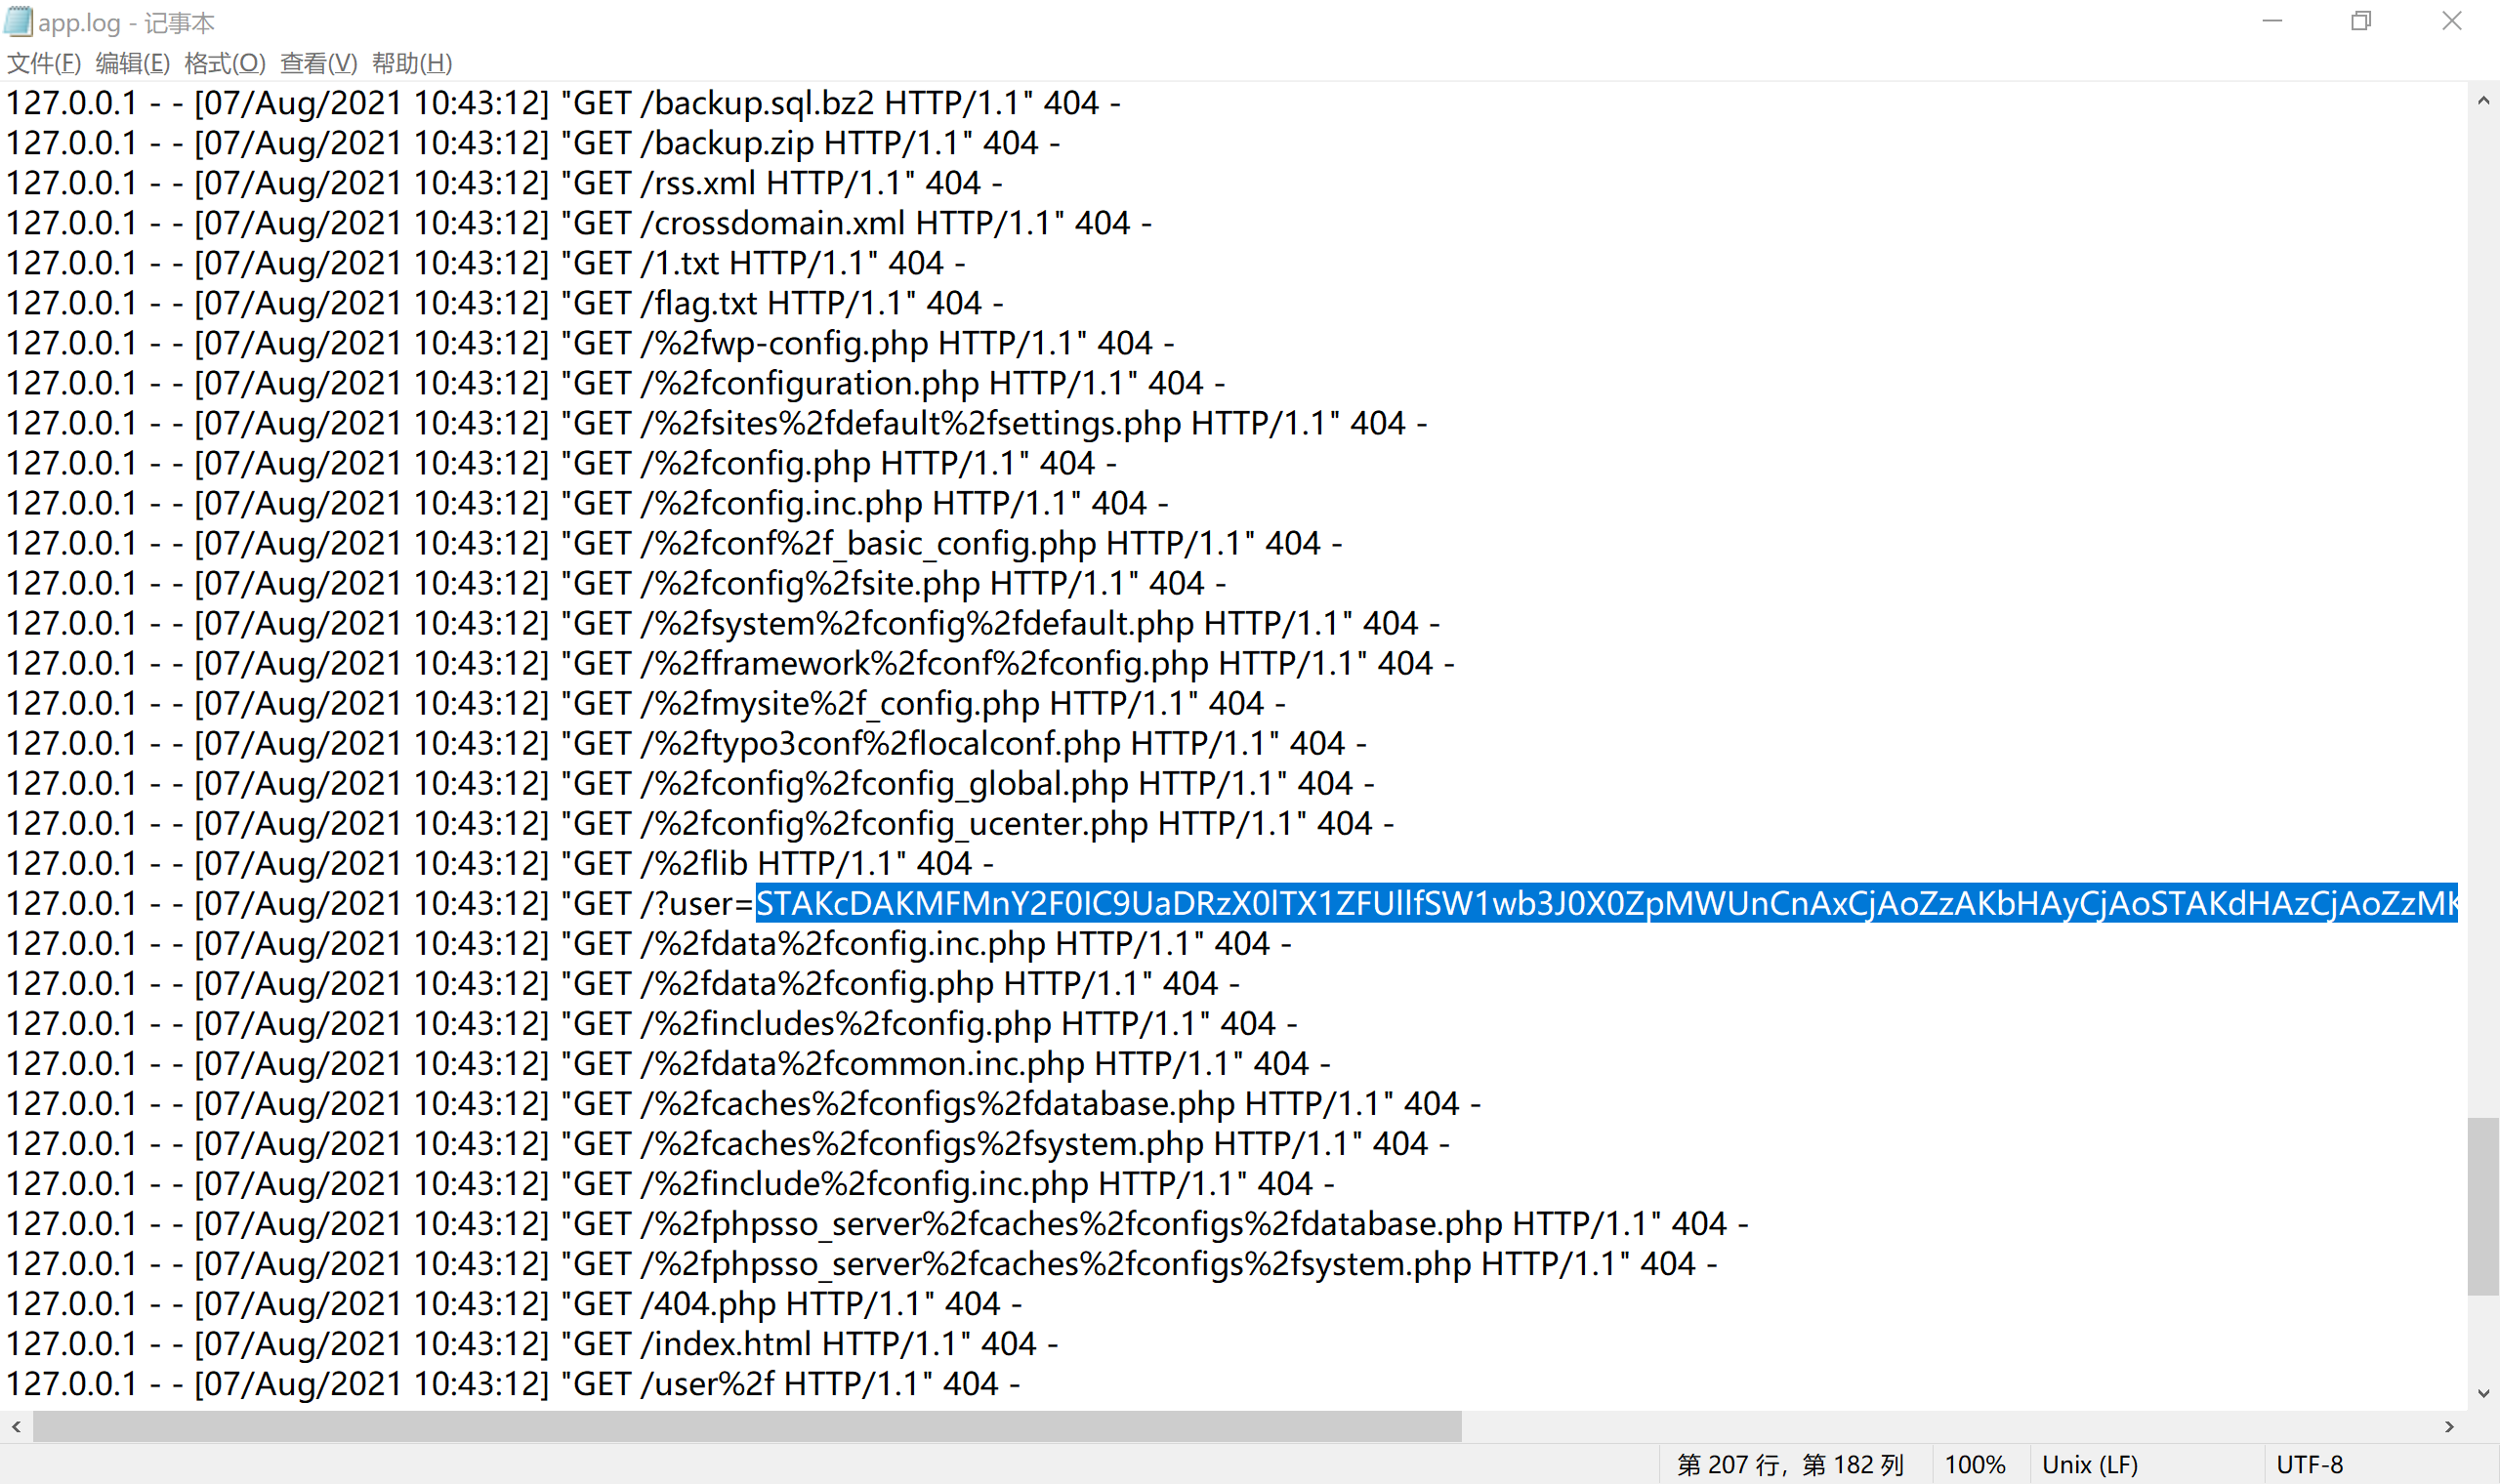 app.log - 记事本
文件(F) 编辑(E) 格式(O) 查看(V) 帮助(H)
127.0.0.1 - - [07/Aug/2021 10:43:12] "GET /backup.sql.bz2 HTTP/1.1" 404 -
127.0.0.1 - - [07/Aug/2021 10:43:12] "GET /backup.zip HTTP/1.1" 404 -
127.0.0.1 - - [07/Aug/2021 10:43:12] "GET /rss.xml HTTP/1.1" 404 -
127.0.0.1 - - [07/Aug/2021 10:43:12] "GET /crossdomain.xml HTTP/1.1" 404 -
127.0.0.1 - - [07/Aug/2021 10:43:12] "GET /1.txt HTTP/1.1" 404 -
127.0.0.1 - - [07/Aug/2021 10:43:12] "GET /flag.txt HTTP/1.1" 404 -
127.0.0.1 - - [07/Aug/2021 10:43:12] "GET /%2fwp-config.php HTTP/1.1" 404 -
127.0.0.1 - - [07/Aug/2021 10:43:12] "GET /%2fconfiguration.php HTTP/1.1" 404 -
127.0.0.1 - - [07/Aug/2021 10:43:12] "GET /%2fsites%2fdefault%2fsettings.php HTTP/1.1" 404 -
127.0.0.1 - - [07/Aug/2021 10:43:12] "GET /%2fconfig.php HTTP/1.1" 404 -
127.0.0.1 - - [07/Aug/2021 10:43:12] "GET /%2fconfig.inc.php HTTP/1.1" 404 -
127.0.0.1 - - [07/Aug/2021 10:43:12] "GET /%2fconf%2f_basic_config.php HTTP/1.1" 404 -
127.0.0.1 - - [07/Aug/2021 10:43:12] "GET /%2fconfig%2fsite.php HTTP/1.1" 404 -
127.0.0.1 - - [07/Aug/2021 10:43:12] "GET /%2fsystem%2fconfig%2fdefault.php HTTP/1.1" 404 -
127.0.0.1 - - [07/Aug/2021 10:43:12] "GET /%2fframework%2fconf%2fconfig.php HTTP/1.1" 404 -
127.0.0.1 - - [07/Aug/2021 10:43:12] "GET /%2fmysite%2f_config.php HTTP/1.1" 404 -
127.0.0.1 - - [07/Aug/2021 10:43:12] "GET /%2ftypo3conf%2flocalconf.php HTTP/1.1" 404 -
127.0.0.1 - - [07/Aug/2021 10:43:12] "GET /%2fconfig%2fconfig_global.php HTTP/1.1" 404 -
127.0.0.1 - - [07/Aug/2021 10:43:12] "GET /%2fconfig%2fconfig_ucenter.php HTTP/1.1" 404 -
127.0.0.1 - - [07/Aug/2021 10:43:12] "GET /%2flib HTTP/1.1" 404 -
127.0.0.1 - - [07/Aug/2021 10:43:12] "GET /?user=STAKcDAKMFMnY2F0IC9UaDRzX0lTX1ZFUllfSW1wb3J0X0ZpMWUnCnAxCjAoZzAKbHAyCjAoSTAKdHAzCjAoZzMK
127.0.0.1 - - [07/Aug/2021 10:43:12] "GET /%2fdata%2fconfig.inc.php HTTP/1.1" 404 -
127.0.0.1 - - [07/Aug/2021 10:43:12] "GET /%2fdata%2fconfig.php HTTP/1.1" 404 -
127.0.0.1 - - [07/Aug/2021 10:43:12] "GET /%2fincludes%2fconfig.php HTTP/1.1" 404 -
127.0.0.1 - - [07/Aug/2021 10:43:12] "GET /%2fdata%2fcommon.inc.php HTTP/1.1" 404 -
127.0.0.1 - - [07/Aug/2021 10:43:12] "GET /%2fcaches%2fconfigs%2fdatabase.php HTTP/1.1" 404 -
127.0.0.1 - - [07/Aug/2021 10:43:12] "GET /%2fcaches%2fconfigs%2fsystem.php HTTP/1.1" 404 -
127.0.0.1 - - [07/Aug/2021 10:43:12] "GET /%2finclude%2fconfig.inc.php HTTP/1.1" 404 -
127.0.0.1 - - [07/Aug/2021 10:43:12] "GET /%2fphpsso_server%2fcaches%2fconfigs%2fdatabase.php HTTP/1.1" 404 -
127.0.0.1 - - [07/Aug/2021 10:43:12] "GET /%2fphpsso_server%2fcaches%2fconfigs%2fsystem.php HTTP/1.1" 404 -
127.0.0.1 - - [07/Aug/2021 10:43:12] "GET /404.php HTTP/1.1" 404 -
127.0.0.1 - - [07/Aug/2021 10:43:12] "GET /index.html HTTP/1.1" 404 -
127.0.0.1 - - [07/Aug/2021 10:43:12] "GET /user%2f HTTP/1.1" 404 -
第 207 行，第 182 列 100% Unix (LF) UTF-8